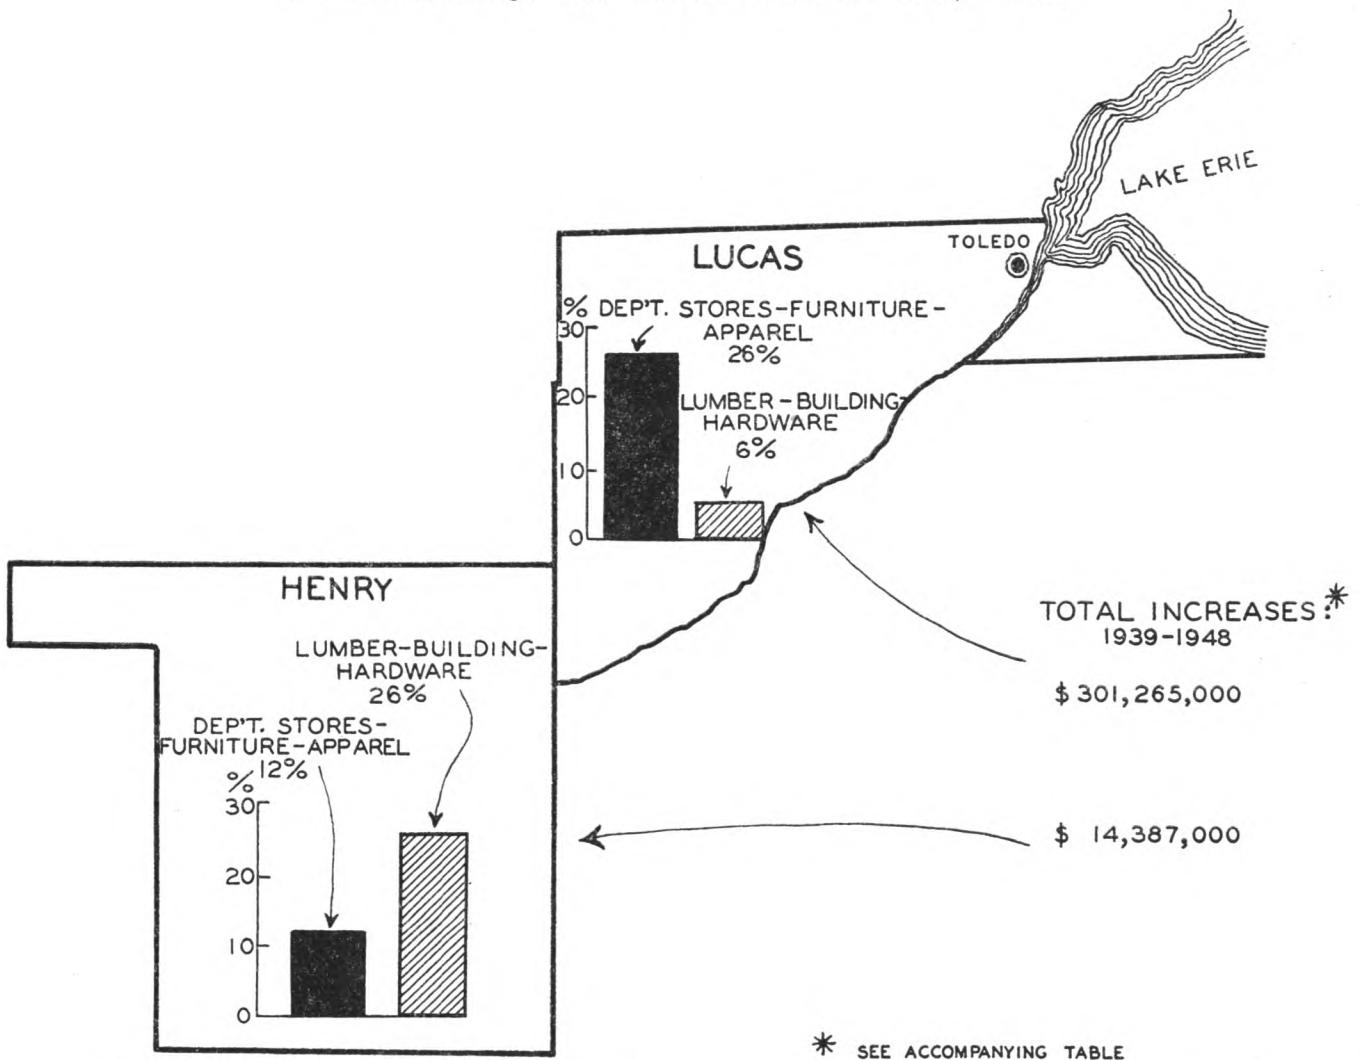 LAKE ERIE
LUCAS
TOLEDO
% DEP'T. STORES-FURNITURE-
APPAREL
26%
30
20
10
0
LUMBER-BUILDING-
HARDWARE
6%
HENRY
LUMBER-BUILDING-
HARDWARE
26%
DEP'T. STORES-
FURNITURE-APPAREL
% 12%
30
20
10
0
TOTAL INCREASES:*
1939-1948
$ 301,265,000
$ 14,387,000
* SEE ACCOMPANYING TABLE